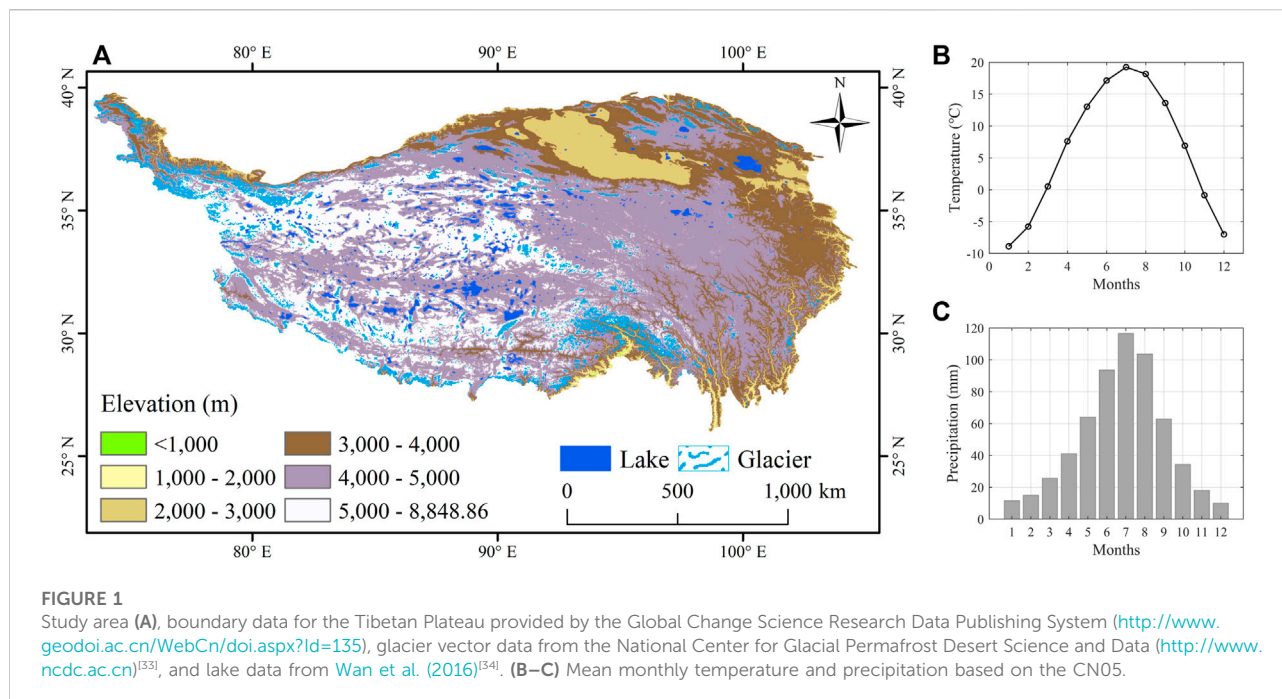 A
80° E
90° E
100° E
40° N
35° N
30° N
25° N
40° N
35° N
30° N
25° N
N
Elevation (m)
<1,000
1,000 - 2,000
2,000 - 3,000
3,000 - 4,000
4,000 - 5,000
5,000 - 8,848.86
Lake
Glacier
0 500 1,000 km
80° E
90° E
100° E
B
Temperature (°C)
20
15
10
5
0
-5
-10
0 2 4 6 8 10 12
Months
C
Precipitation (mm)
120
100
80
60
40
20
0
1 2 3 4 5 6 7 8 9 10 11 12
Months
FIGURE 1
Study area (A), boundary data for the Tibetan Plateau provided by the Global Change Science Research Data Publishing System (http://www.
geodoi.ac.cn/WebCn/doi.aspx?Id=135), glacier vector data from the National Center for Glacial Permafrost Desert Science and Data (http://www.
ncdc.ac.cn)[33], and lake data from Wan et al. (2016)[34]. (B–C) Mean monthly temperature and precipitation based on the CN05.